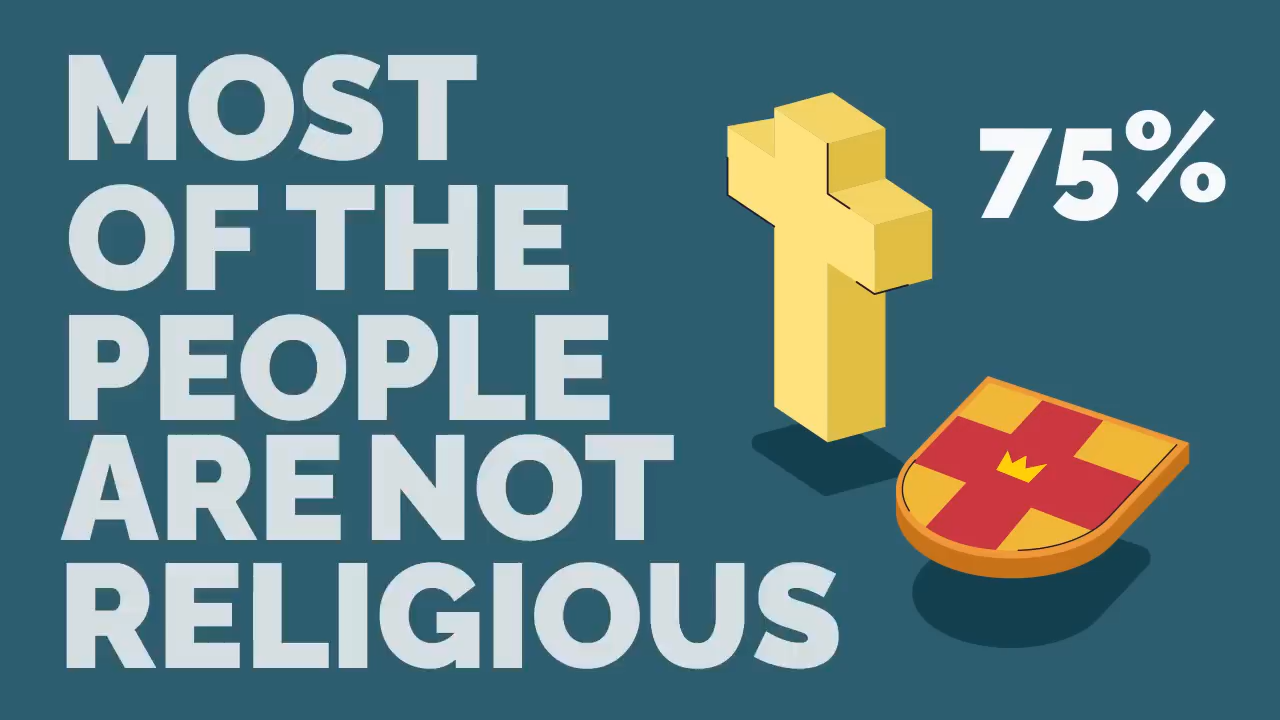 MOST
OF THE
PEOPLE
ARE NOT
RELIGIOUS
75%